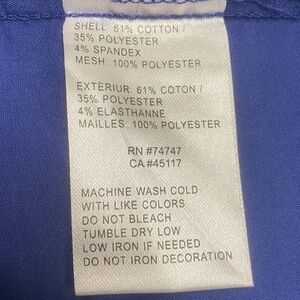 SHELL: 61% COTTON /
35% POLYESTER
4% SPANDEX
MESH: 100% POLYESTER
EXTÉRIUR: 61% COTON /
35% POLYESTER
4% ELASTHANNE
MAILLES: 100% POLYESTER
RN #74747
CA #45117
MACHINE WASH COLD
WITH LIKE COLORS
DO NOT BLEACH
TUMBLE DRY LOW
LOW IRON IF NEEDED
DO NOT IRON DECORATION